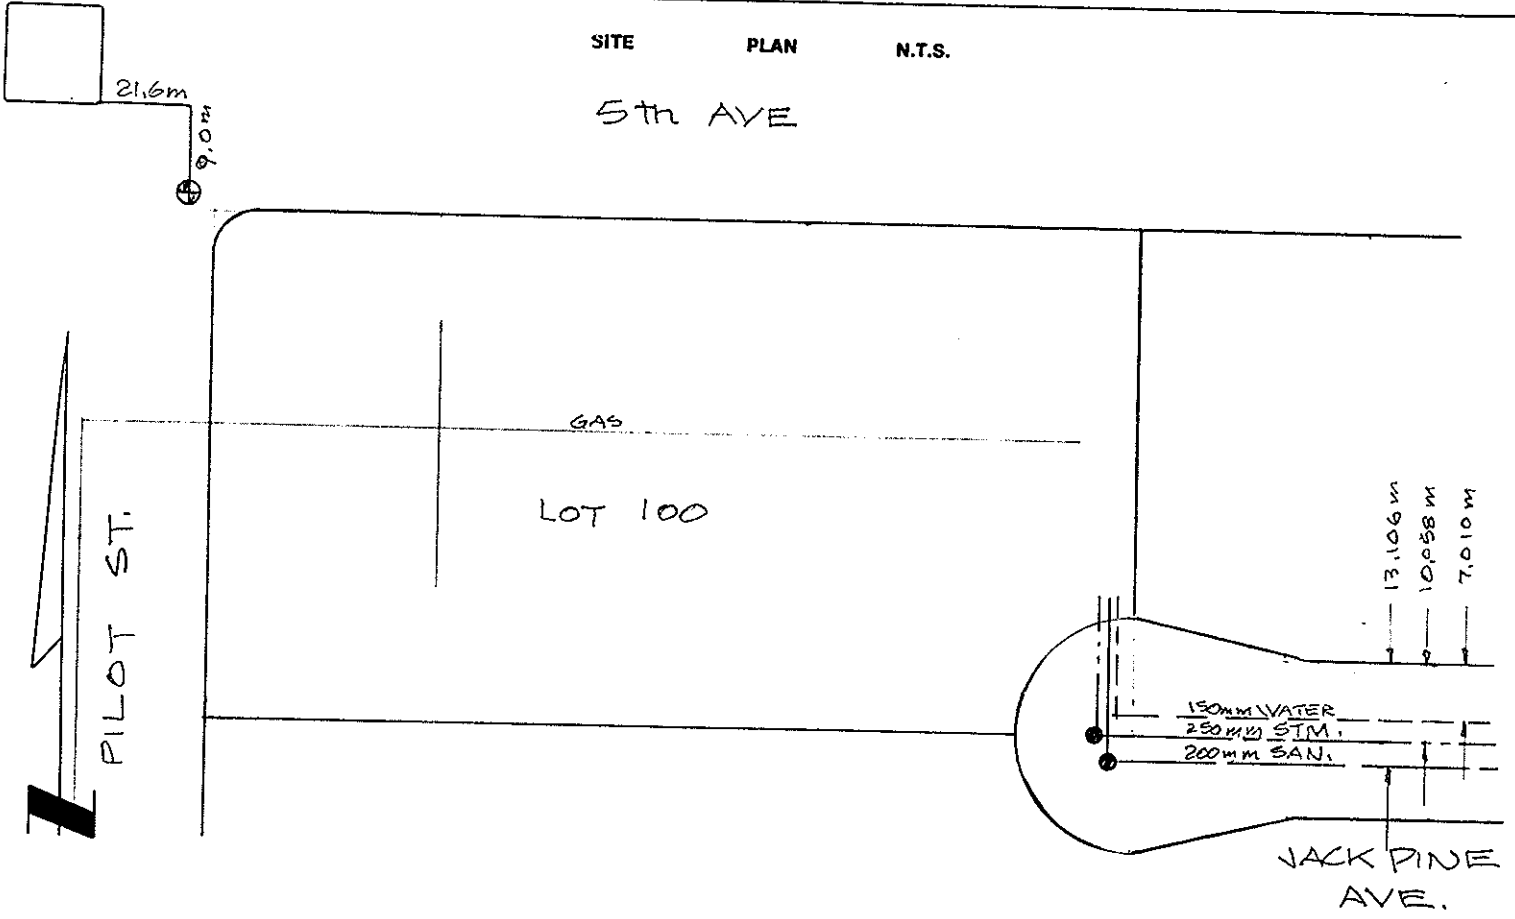 SITE PLAN N.T.S.
21.6m
9.0m
5th AVE
GAS
LOT 100
PILOT ST.
13.106m
10.058m
7.010m
150mm WATER
250mm STM.
200mm SAN.
JACK PINE
AVE.
N